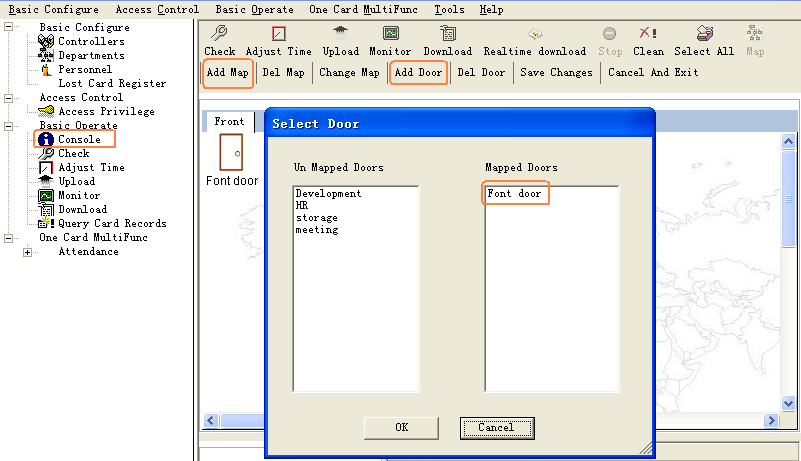 Basic Configure Access Control Basic Operate One Card MultiFunc Tools Help
Basic Configure
Controllers
Departments
Personnel
Lost Card Register
Access Control
Access Privilege
Basic Operate
Console
Check
Adjust Time
Upload
Monitor
Download
Query Card Records
One Card MultiFunc
Attendance
Check Adjust Time Upload Monitor Download Realtime download Stop Clean Select All Map
Add Map Del Map Change Map Add Door Del Door Save Changes Cancel And Exit
Front
Front door
Select Door
Un Mapped Doors
Development
HR
storage
meeting
Mapped Doors
Font door
OK Cancel